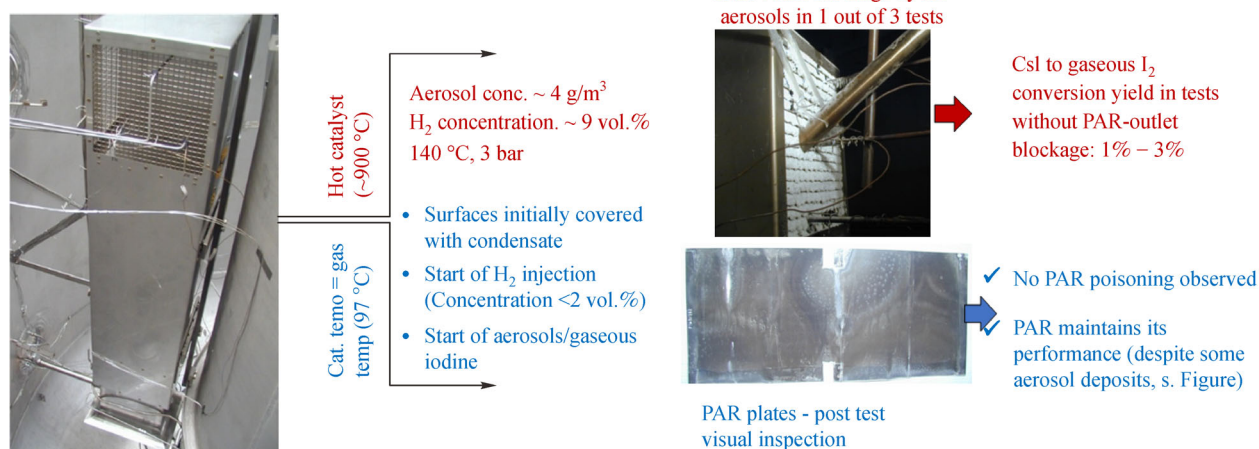 aerosols in 1 out of 3 tests
Hot catalyst
(~900 °C)
Aerosol conc. ~ 4 g/m³
H₂ concentration. ~ 9 vol.%
140 °C, 3 bar
CsI to gaseous I₂
conversion yield in tests
without PAR-outlet
blockage: 1% − 3%
Cat. temo = gas
temp (97 °C)
• Surfaces initially covered
with condensate
• Start of H₂ injection
(Concentration <2 vol.%)
• Start of aerosols/gaseous
iodine
PAR plates - post test
visual inspection
✓ No PAR poisoning observed
✓ PAR maintains its
performance (despite some
aerosol deposits, s. Figure)